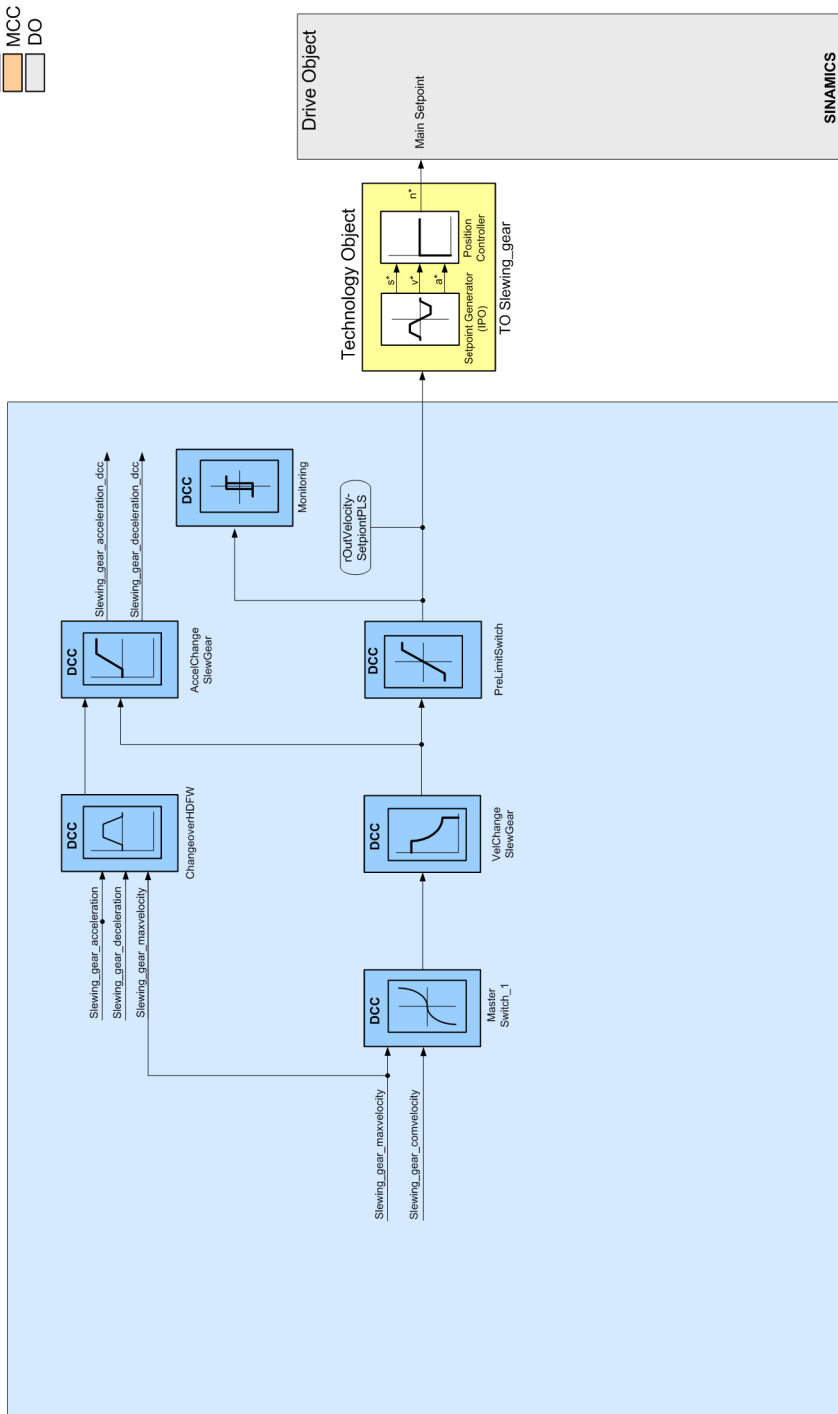 MCC
DO
Slewing_gear_acceleration
Slewing_gear_deceleration
Slewing_gear_maxvelocity
DCC
ChangeoverHDFW
DCC
AccelChange
SlewGear
Slewing_gear_acceleration_dcc
Slewing_gear_deceleration_dcc
DCC
Monitoring
rOutVelocity-
SetpiontPLS
Slewing_gear_maxvelocity
Slewing_gear_comvelocity
DCC
Master
Switch_1
DCC
VelChange
SlewGear
DCC
PreLimitSwitch
Technology Object
s*
v*
a*
n*
Setpoint Generator
(IPO)
Position
Controller
TO Slewing_gear
Drive Object
Main Setpoint
SINAMICS